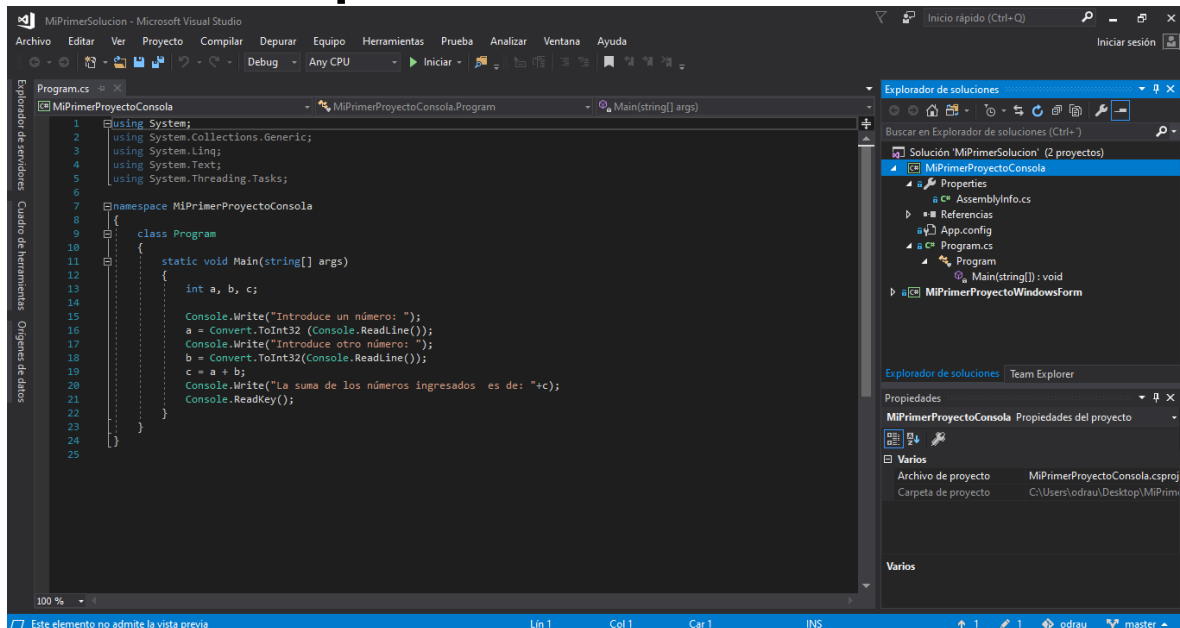 MiPrimerSolucion - Microsoft Visual Studio
Inicio rápido (Ctrl+Q)
Archivo Editar Ver Proyecto Compilar Depurar Equipo Herramientas Prueba Analizar Ventana Ayuda
Iniciar sesión
Debug Any CPU Iniciar
Explorador de servidores
Cuadro de herramientas
Orígenes de datos
Program.cs
MiPrimerProyectoConsola MiPrimerProyectoConsola.Program Main(string[] args)
1 using System;
2 using System.Collections.Generic;
3 using System.Linq;
4 using System.Text;
5 using System.Threading.Tasks;
6
7 namespace MiPrimerProyectoConsola
8 {
9 class Program
10 {
11 static void Main(string[] args)
12 {
13 int a, b, c;
14
15 Console.Write("Introduce un número: ");
16 a = Convert.ToInt32 (Console.ReadLine());
17 Console.Write("Introduce otro número: ");
18 b = Convert.ToInt32(Console.ReadLine());
19 c = a + b;
20 Console.Write("La suma de los números ingresados  es de: "+c);
21 Console.ReadKey();
22 }
23 }
24 }
25
100 %
Explorador de soluciones
Buscar en Explorador de soluciones (Ctrl+´)
Solución 'MiPrimerSolucion' (2 proyectos)
MiPrimerProyectoConsola
Properties
AssemblyInfo.cs
Referencias
App.config
Program.cs
Program
Main(string[]) : void
MiPrimerProyectoWindowsForm
Explorador de soluciones Team Explorer
Propiedades
MiPrimerProyectoConsola Propiedades del proyecto
Varios
Archivo de proyecto MiPrimerProyectoConsola.csproj
Carpeta de proyecto C:\Users\odrau\Desktop\MiPrime
Varios
Este elemento no admite la vista previa Lín 1 Col 1 Car 1 INS 1 1 odrau master